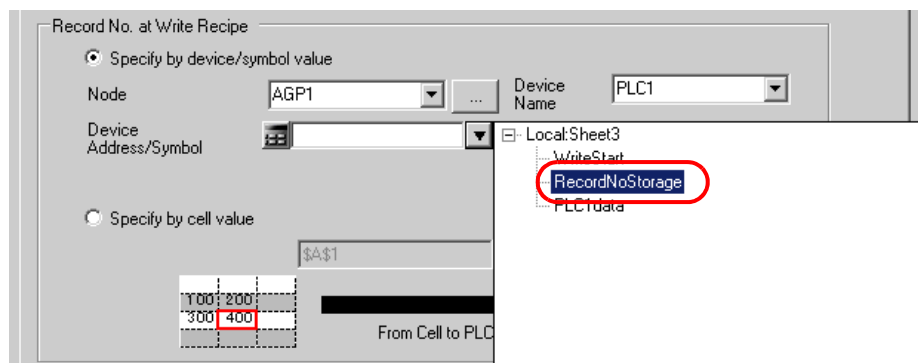 Record No. at Write Recipe
Specify by device/symbol value
Node AGP1 ... Device Name PLC1
Device Address/Symbol
Local:Sheet3
WriteStart
RecordNoStorage
PLC1data
Specify by cell value
$A$1
100 200
300 400
From Cell to PLC